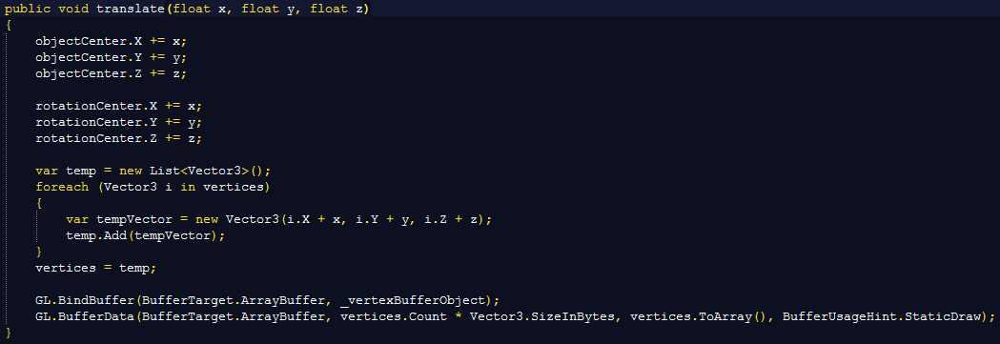 public void translate(float x, float y, float z)
{
    objectCenter.X += x;
    objectCenter.Y += y;
    objectCenter.Z += z;

    rotationCenter.X += x;
    rotationCenter.Y += y;
    rotationCenter.Z += z;

    var temp = new List<Vector3>();
    foreach (Vector3 i in vertices)
    {
        var tempVector = new Vector3(i.X + x, i.Y + y, i.Z + z);
        temp.Add(tempVector);
    }
    vertices = temp;

    GL.BindBuffer(BufferTarget.ArrayBuffer, _vertexBufferObject);
    GL.BufferData(BufferTarget.ArrayBuffer, vertices.Count * Vector3.SizeInBytes, vertices.ToArray(), BufferUsageHint.StaticDraw);
}